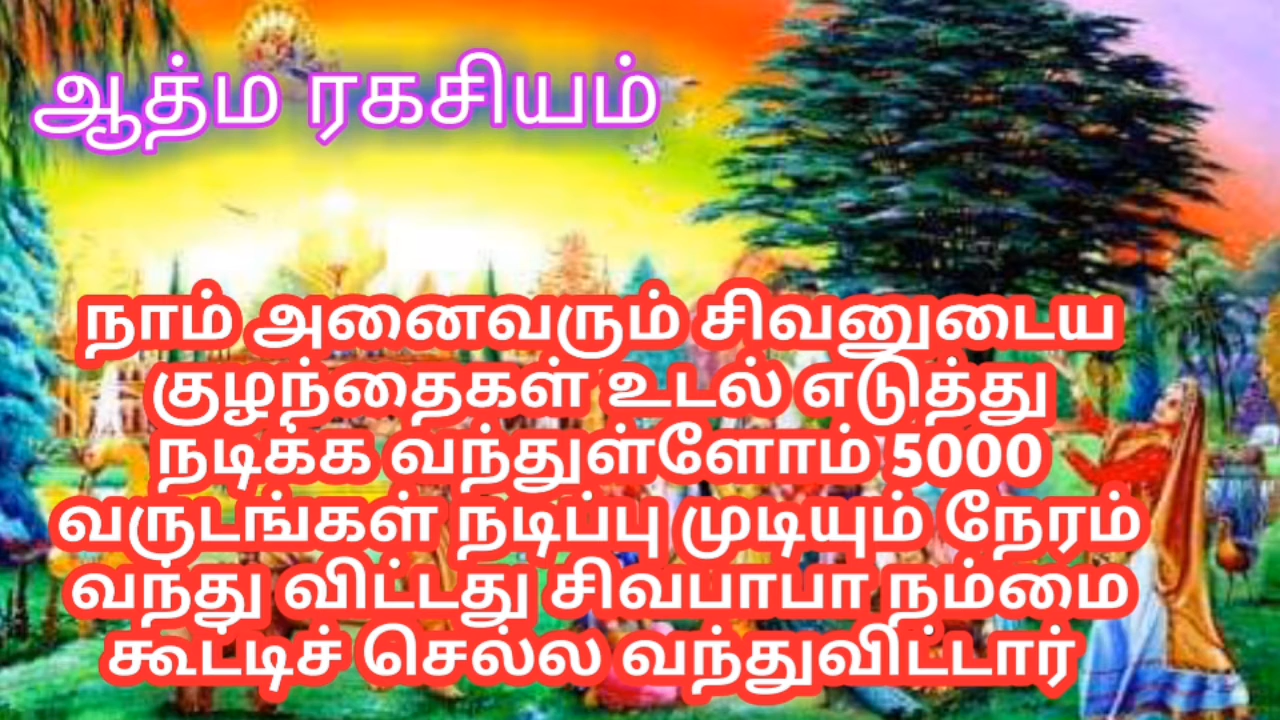 ஆத்ம ரகசியம்
நாம் அனைவரும் சிவனுடைய
குழந்தைகள் உடல் எடுத்து
நடிக்க வந்துள்ளோம் 5000
வருடங்கள் நடிப்பு முடியும் நேரம்
வந்து விட்டது சிவபாபா நம்மை
கூட்டிச் செல்ல வந்துவிட்டார்